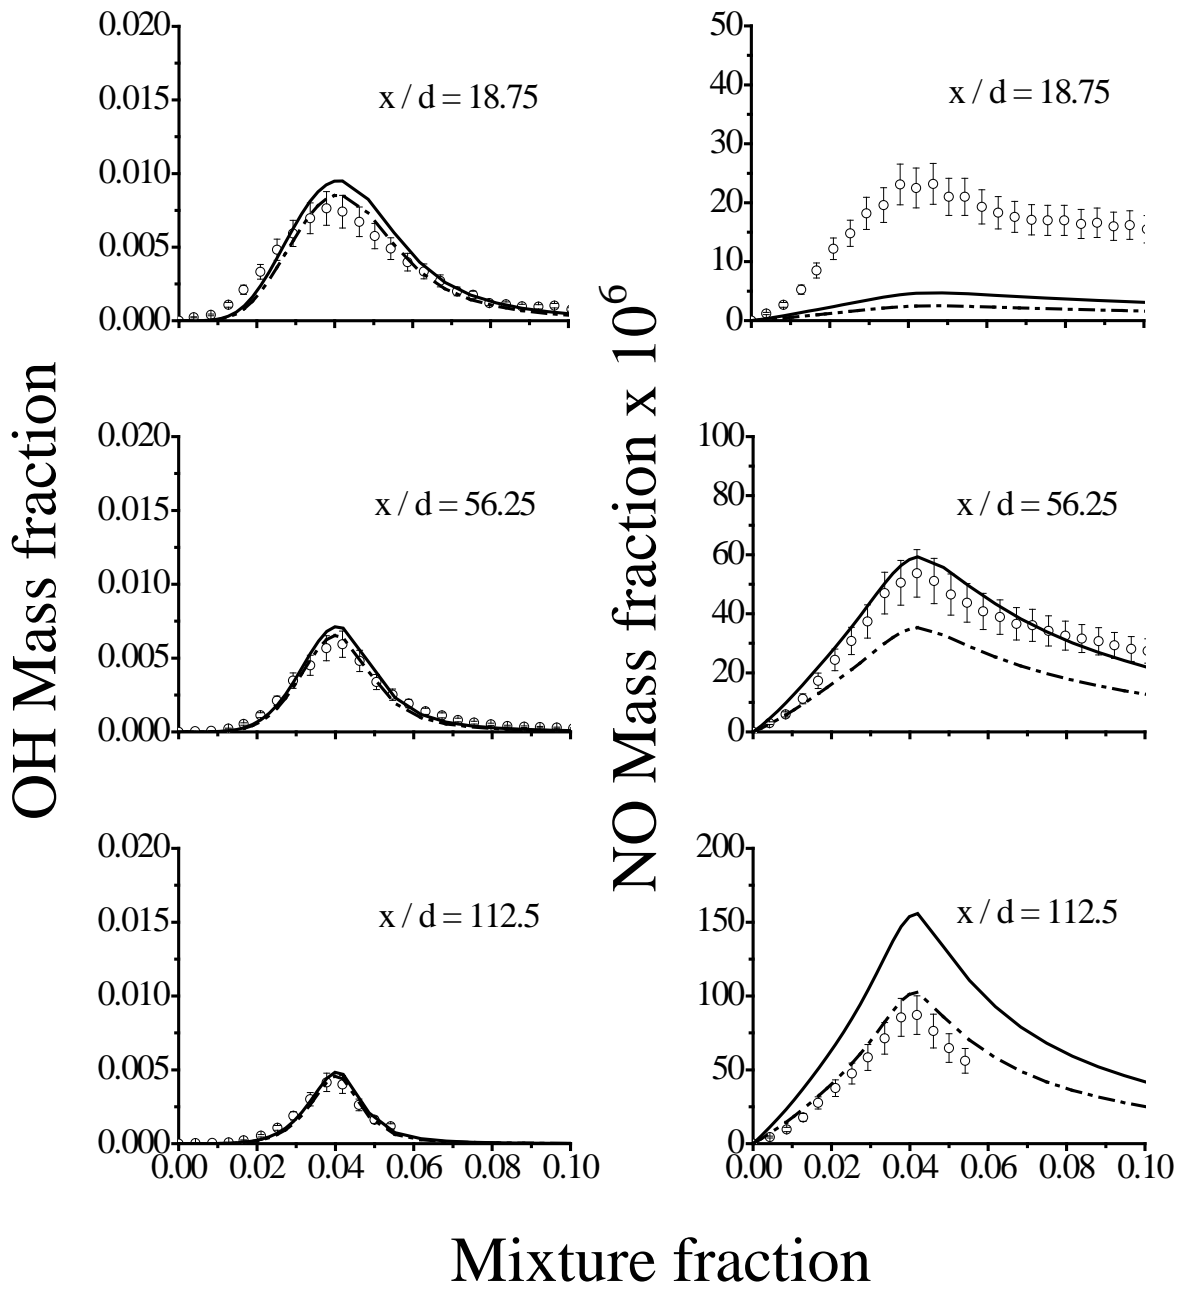 0.020
0.015
0.010
0.005
0.000
x / d = 18.75
50
40
30
20
10
0
x / d = 18.75
OH Mass fraction
0.020
0.015
0.010
0.005
0.000
x / d = 56.25
NO Mass fraction x 10⁶
100
80
60
40
20
0
x / d = 56.25
0.020
0.015
0.010
0.005
0.000
x / d = 112.5
0.00 0.02 0.04 0.06 0.08 0.10
200
150
100
50
0
x / d = 112.5
0.00 0.02 0.04 0.06 0.08 0.10
Mixture fraction